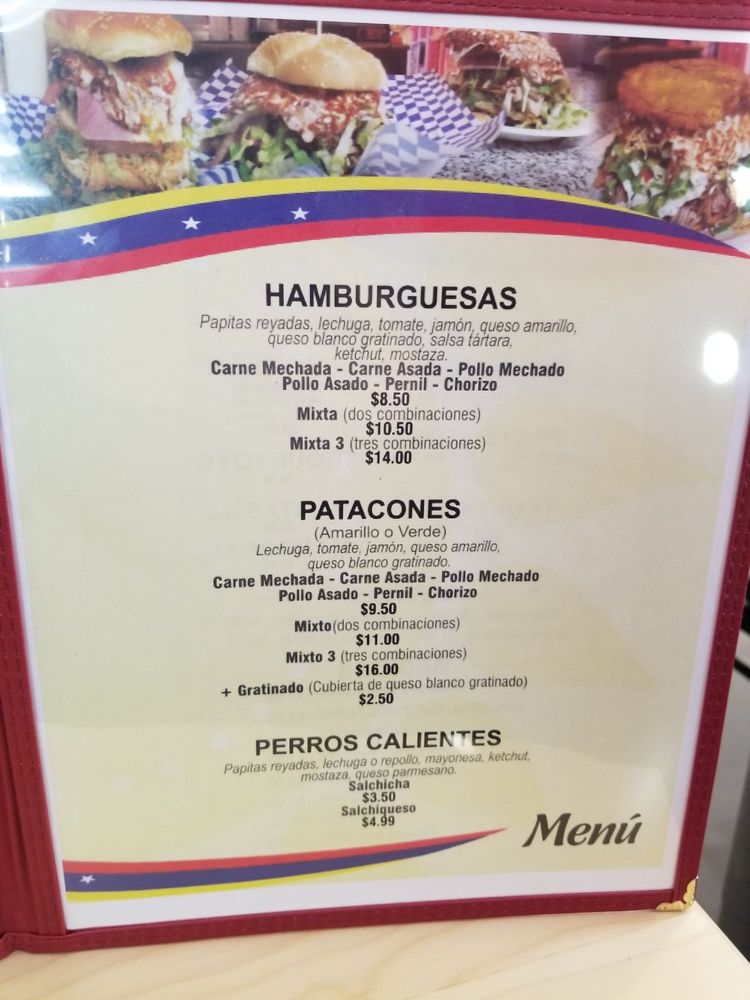 HAMBURGUESAS
Papitas reyadas, lechuga, tomate, jamón, queso amarillo,
queso blanco gratinado, salsa tártara,
ketchut, mostaza.
Carne Mechada - Carne Asada - Pollo Mechado
Pollo Asado - Pernil - Chorizo
$8.50
Mixta (dos combinaciones)
$10.50
Mixta 3 (tres combinaciones)
$14.00
PATACONES
(Amarillo o Verde)
Lechuga, tomate, jamón, queso amarillo,
queso blanco gratinado.
Carne Mechada - Carne Asada - Pollo Mechado
Pollo Asado - Pernil - Chorizo
$9.50
Mixto(dos combinaciones)
$11.00
Mixto 3 (tres combinaciones)
$16.00
+ Gratinado (Cubierta de queso blanco gratinado)
$2.50
PERROS CALIENTES
Papitas reyadas, lechuga o repollo, mayonesa, ketchut,
mostaza, queso parmesano.
Salchicha
$3.50
Salchiqueso
$4.99
Menú